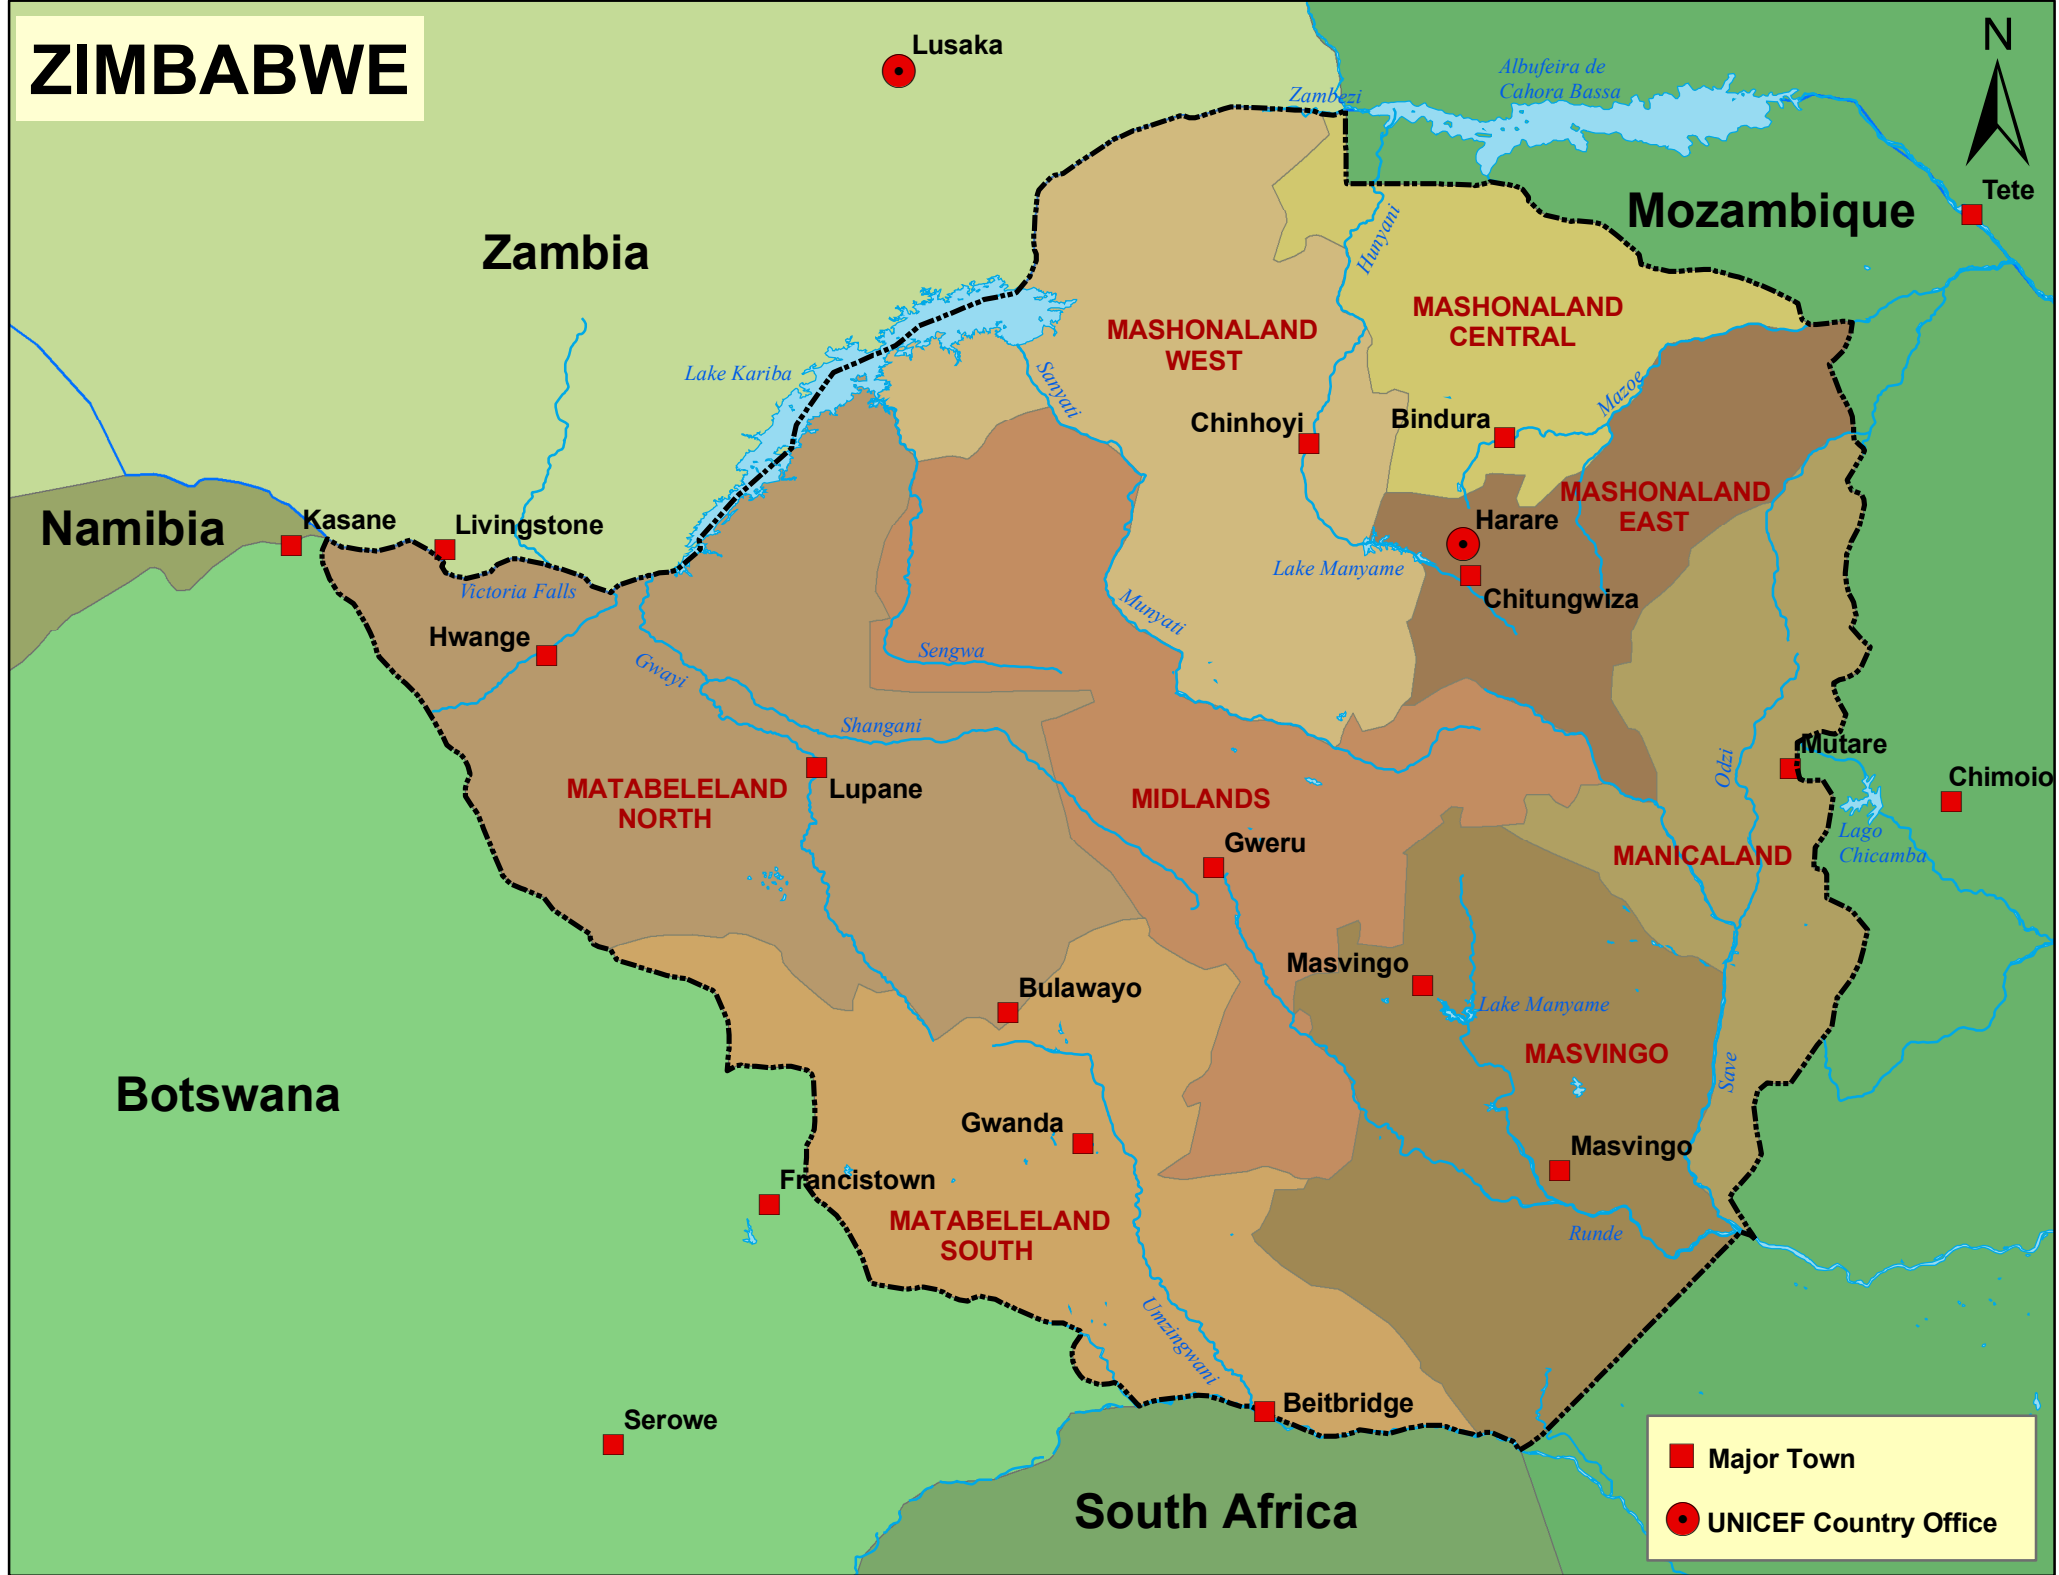 ZIMBABWE
Lusaka
N
Albufeira de
Cahora Bassa
Zambezi
Tete
Mozambique
Zambia
Hunyani
MASHONALAND
CENTRAL
MASHONALAND
WEST
Lake Kariba
Sanyati
Mazoe
Chinhoyi
Bindura
MASHONALAND
EAST
Namibia
Kasane
Livingstone
Harare
Lake Manyame
Victoria Falls
Chitungwiza
Munyati
Hwange
Sengwa
Gwayi
Shangani
Odzi
Mutare
Chimoio
MATABELELAND
NORTH
Lupane
MIDLANDS
Gweru
Lago
Chicamba
MANICALAND
Masvingo
Bulawayo
Lake Manyame
MASVINGO
Save
Botswana
Gwanda
Masvingo
Francistown
MATABELELAND
SOUTH
Runde
Umzingwani
Beitbridge
Serowe
South Africa
Major Town
UNICEF Country Office